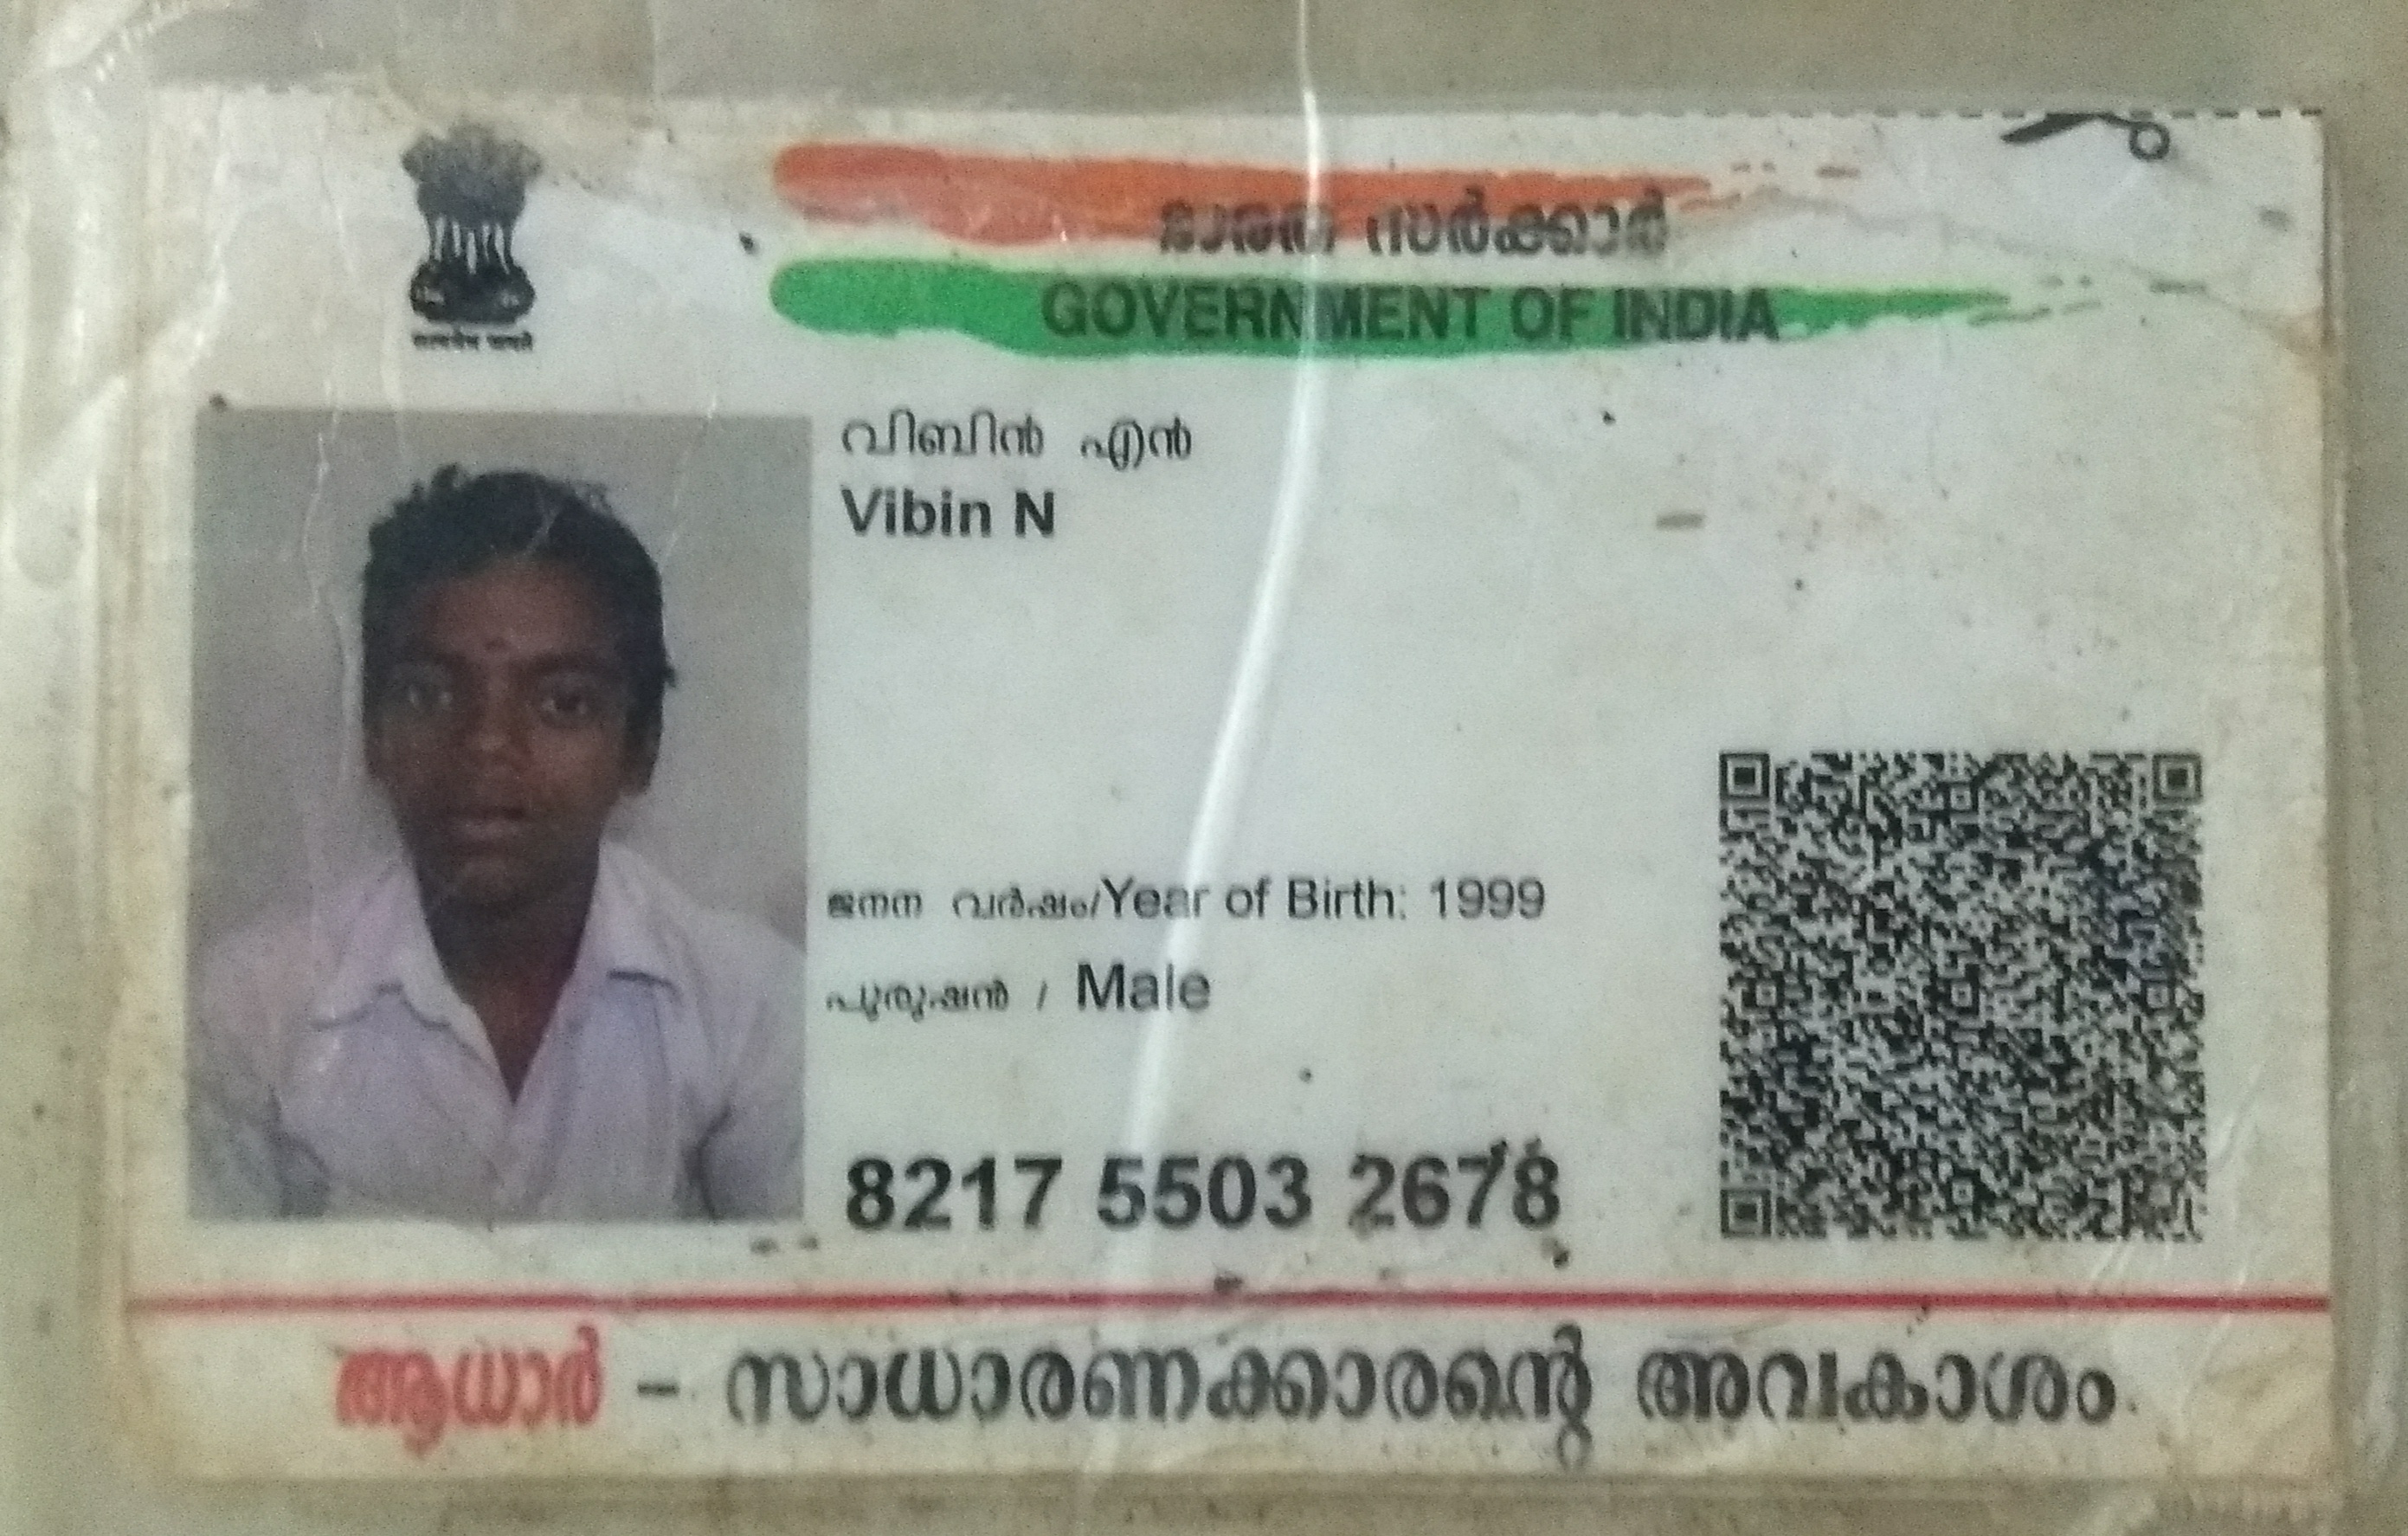 ഭാരത സർക്കാർ
GOVERNMENT OF INDIA
सत्यमेव जयते
വിബിൻ എൻ
Vibin N
ജനന വർഷം/Year of Birth: 1999
പുരുഷൻ / Male
8217 5503 2678
ആധാർ – സാധാരണക്കാരന്റെ അവകാശം